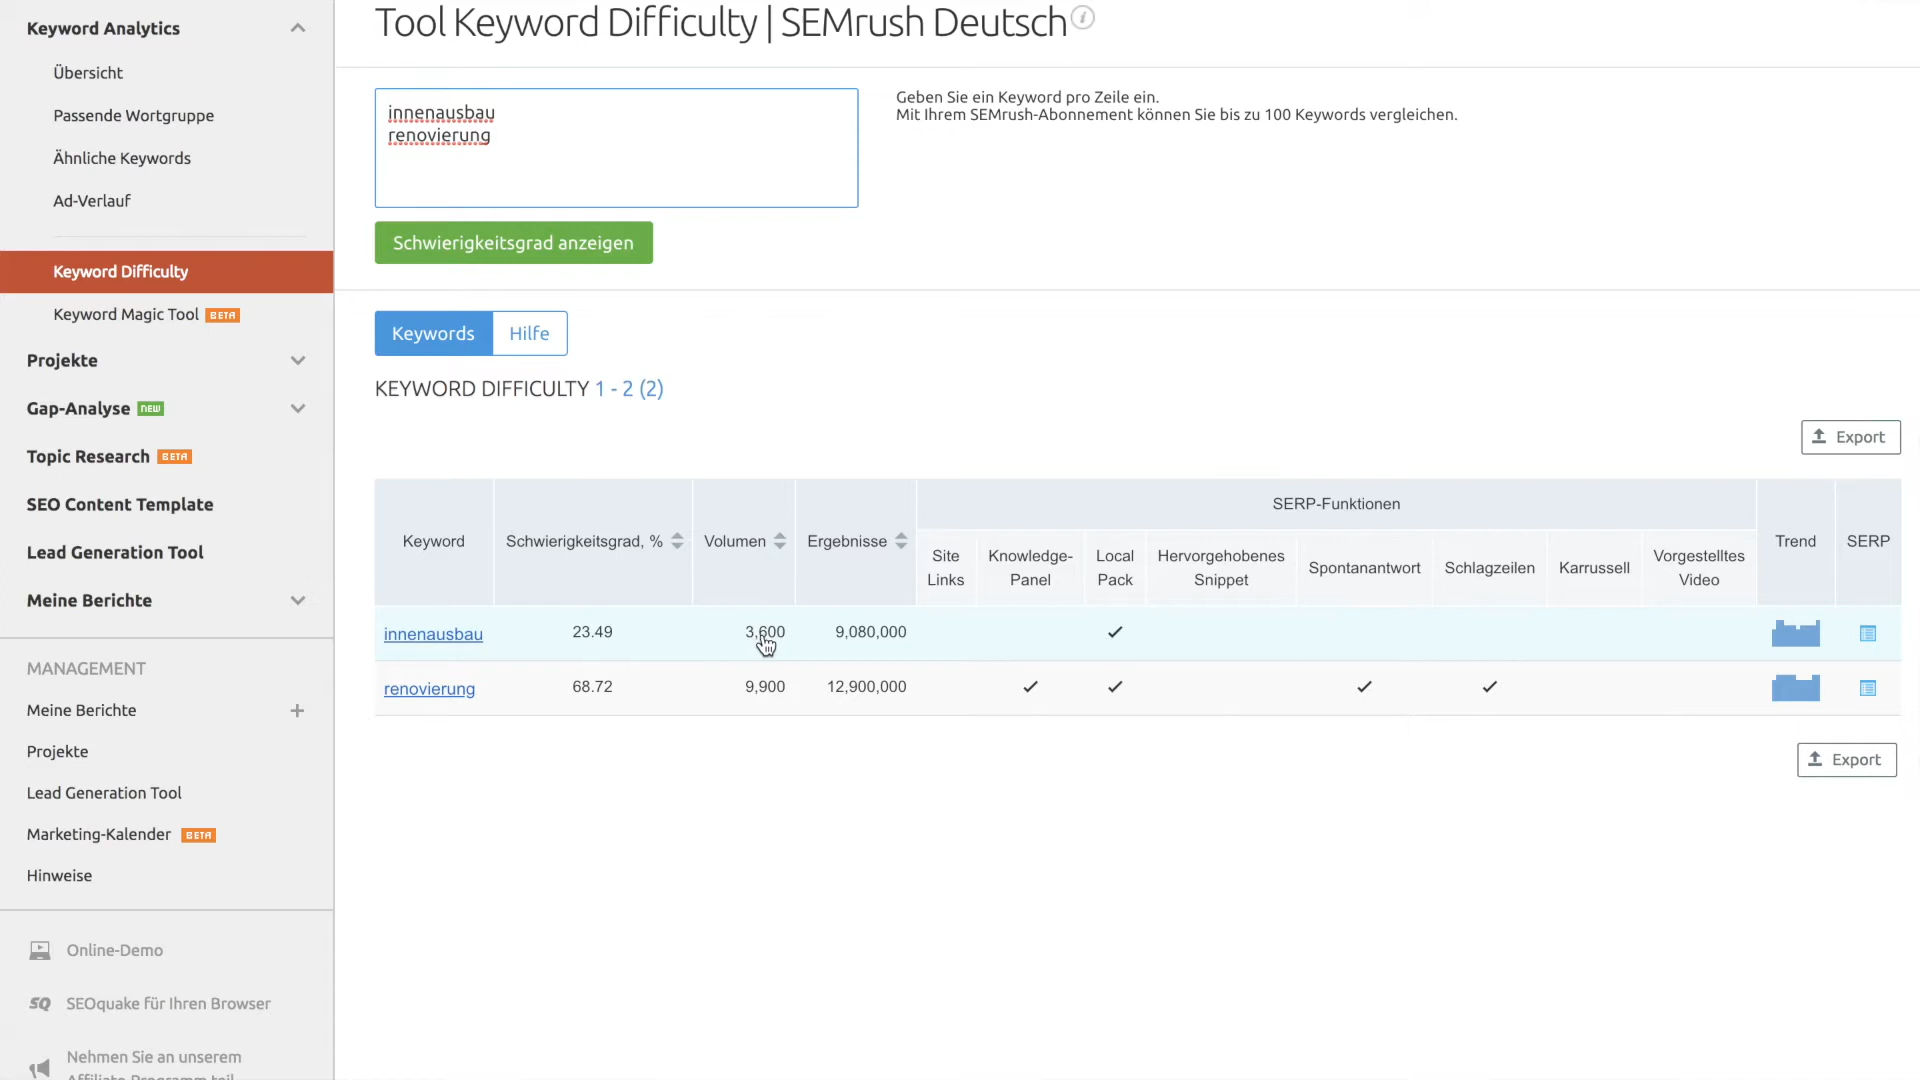 Keyword Analytics
Übersicht
Passende Wortgruppe
Ähnliche Keywords
Ad-Verlauf
Keyword Difficulty
Keyword Magic Tool BETA
Projekte
Gap-Analyse NEW
Topic Research BETA
SEO Content Template
Lead Generation Tool
Meine Berichte
MANAGEMENT
Meine Berichte
Projekte
Lead Generation Tool
Marketing-Kalender BETA
Hinweise
Online-Demo
SQ SEOquake für Ihren Browser
Nehmen Sie an unserem
Affiliate-Programm teil
Tool Keyword Difficulty | SEMrush Deutsch i
innenausbau
renovierung
Geben Sie ein Keyword pro Zeile ein.
Mit Ihrem SEMrush-Abonnement können Sie bis zu 100 Keywords vergleichen.
Schwierigkeitsgrad anzeigen
Keywords Hilfe
KEYWORD DIFFICULTY 1 - 2 (2)
Export
Keyword Schwierigkeitsgrad, % Volumen Ergebnisse SERP-Funktionen Trend SERP
Site Links Knowledge-Panel Local Pack Hervorgehobenes Snippet Spontanantwort Schlagzeilen Karrussell Vorgestelltes Video
innenausbau 23.49 3,600 9,080,000 ✓
renovierung 68.72 9,900 12,900,000 ✓ ✓ ✓ ✓
Export